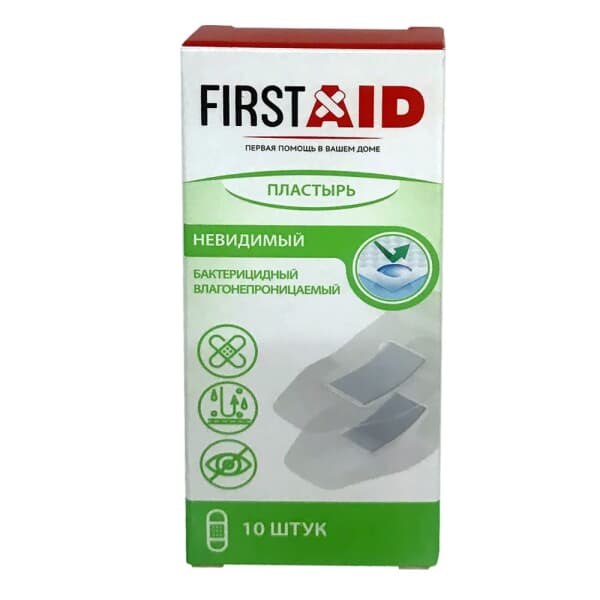 FIRST AID
ПЕРВАЯ ПОМОЩЬ В ВАШЕМ ДОМЕ
ПЛАСТЫРЬ
НЕВИДИМЫЙ
БАКТЕРИЦИДНЫЙ
ВЛАГОНЕПРОНИЦАЕМЫЙ
10 ШТУК